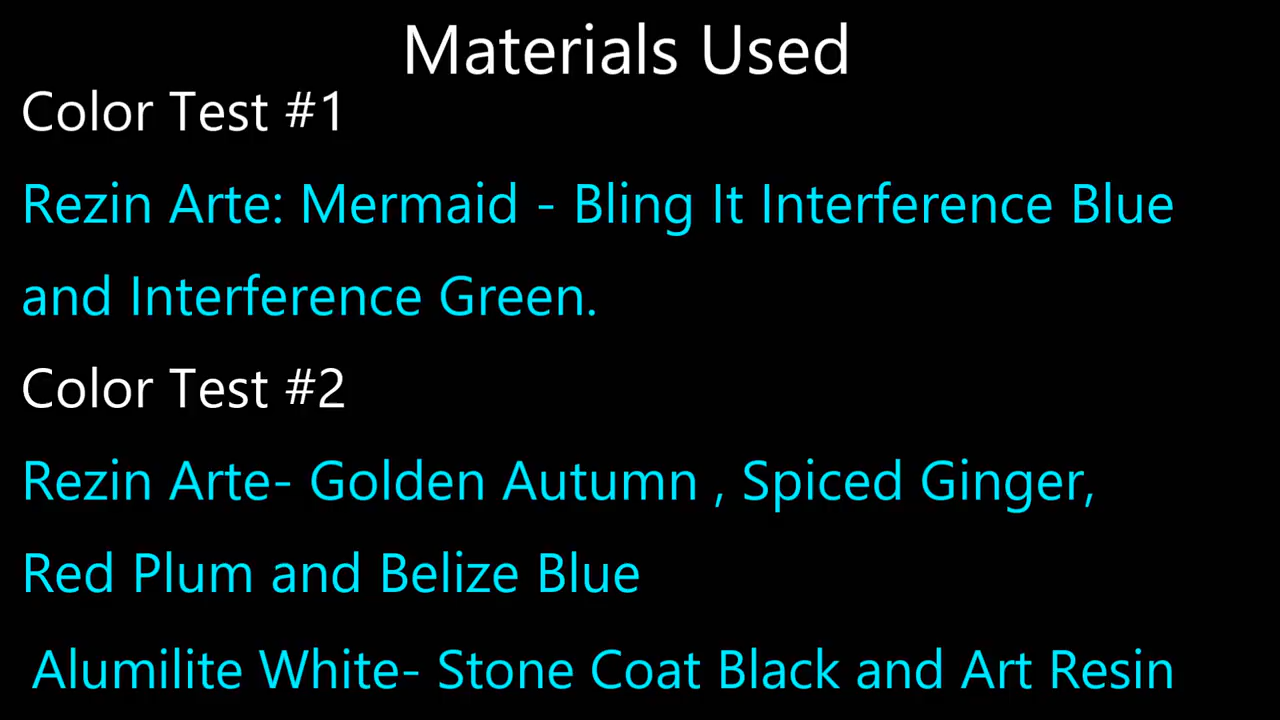 Materials Used
Color Test #1
Rezin Arte: Mermaid - Bling It Interference Blue
and Interference Green.
Color Test #2
Rezin Arte- Golden Autumn , Spiced Ginger,
Red Plum and Belize Blue
Alumilite White- Stone Coat Black and Art Resin